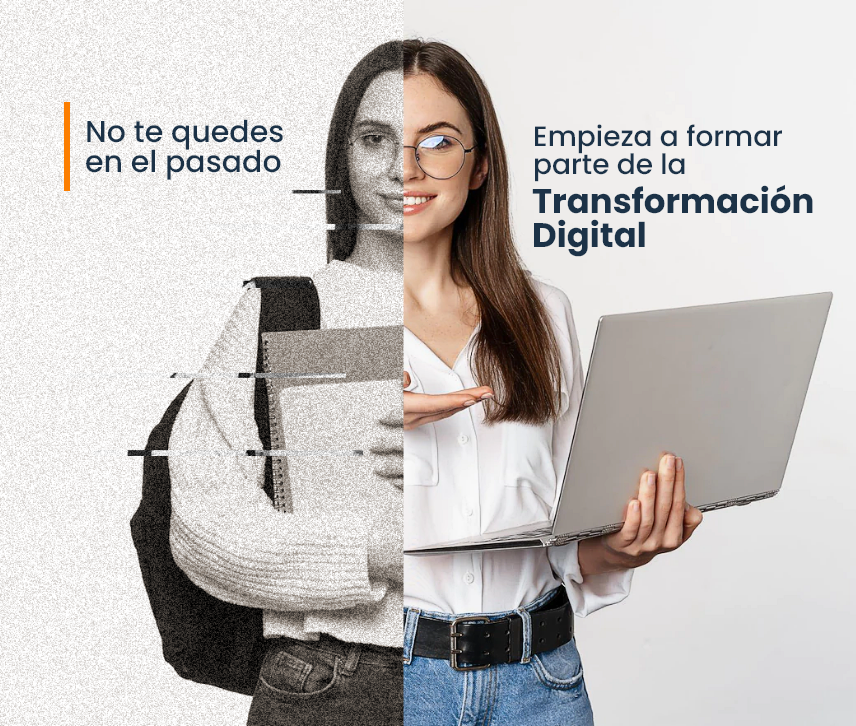 No te quedes
en el pasado
Empieza a formar
parte de la
Transformación
Digital